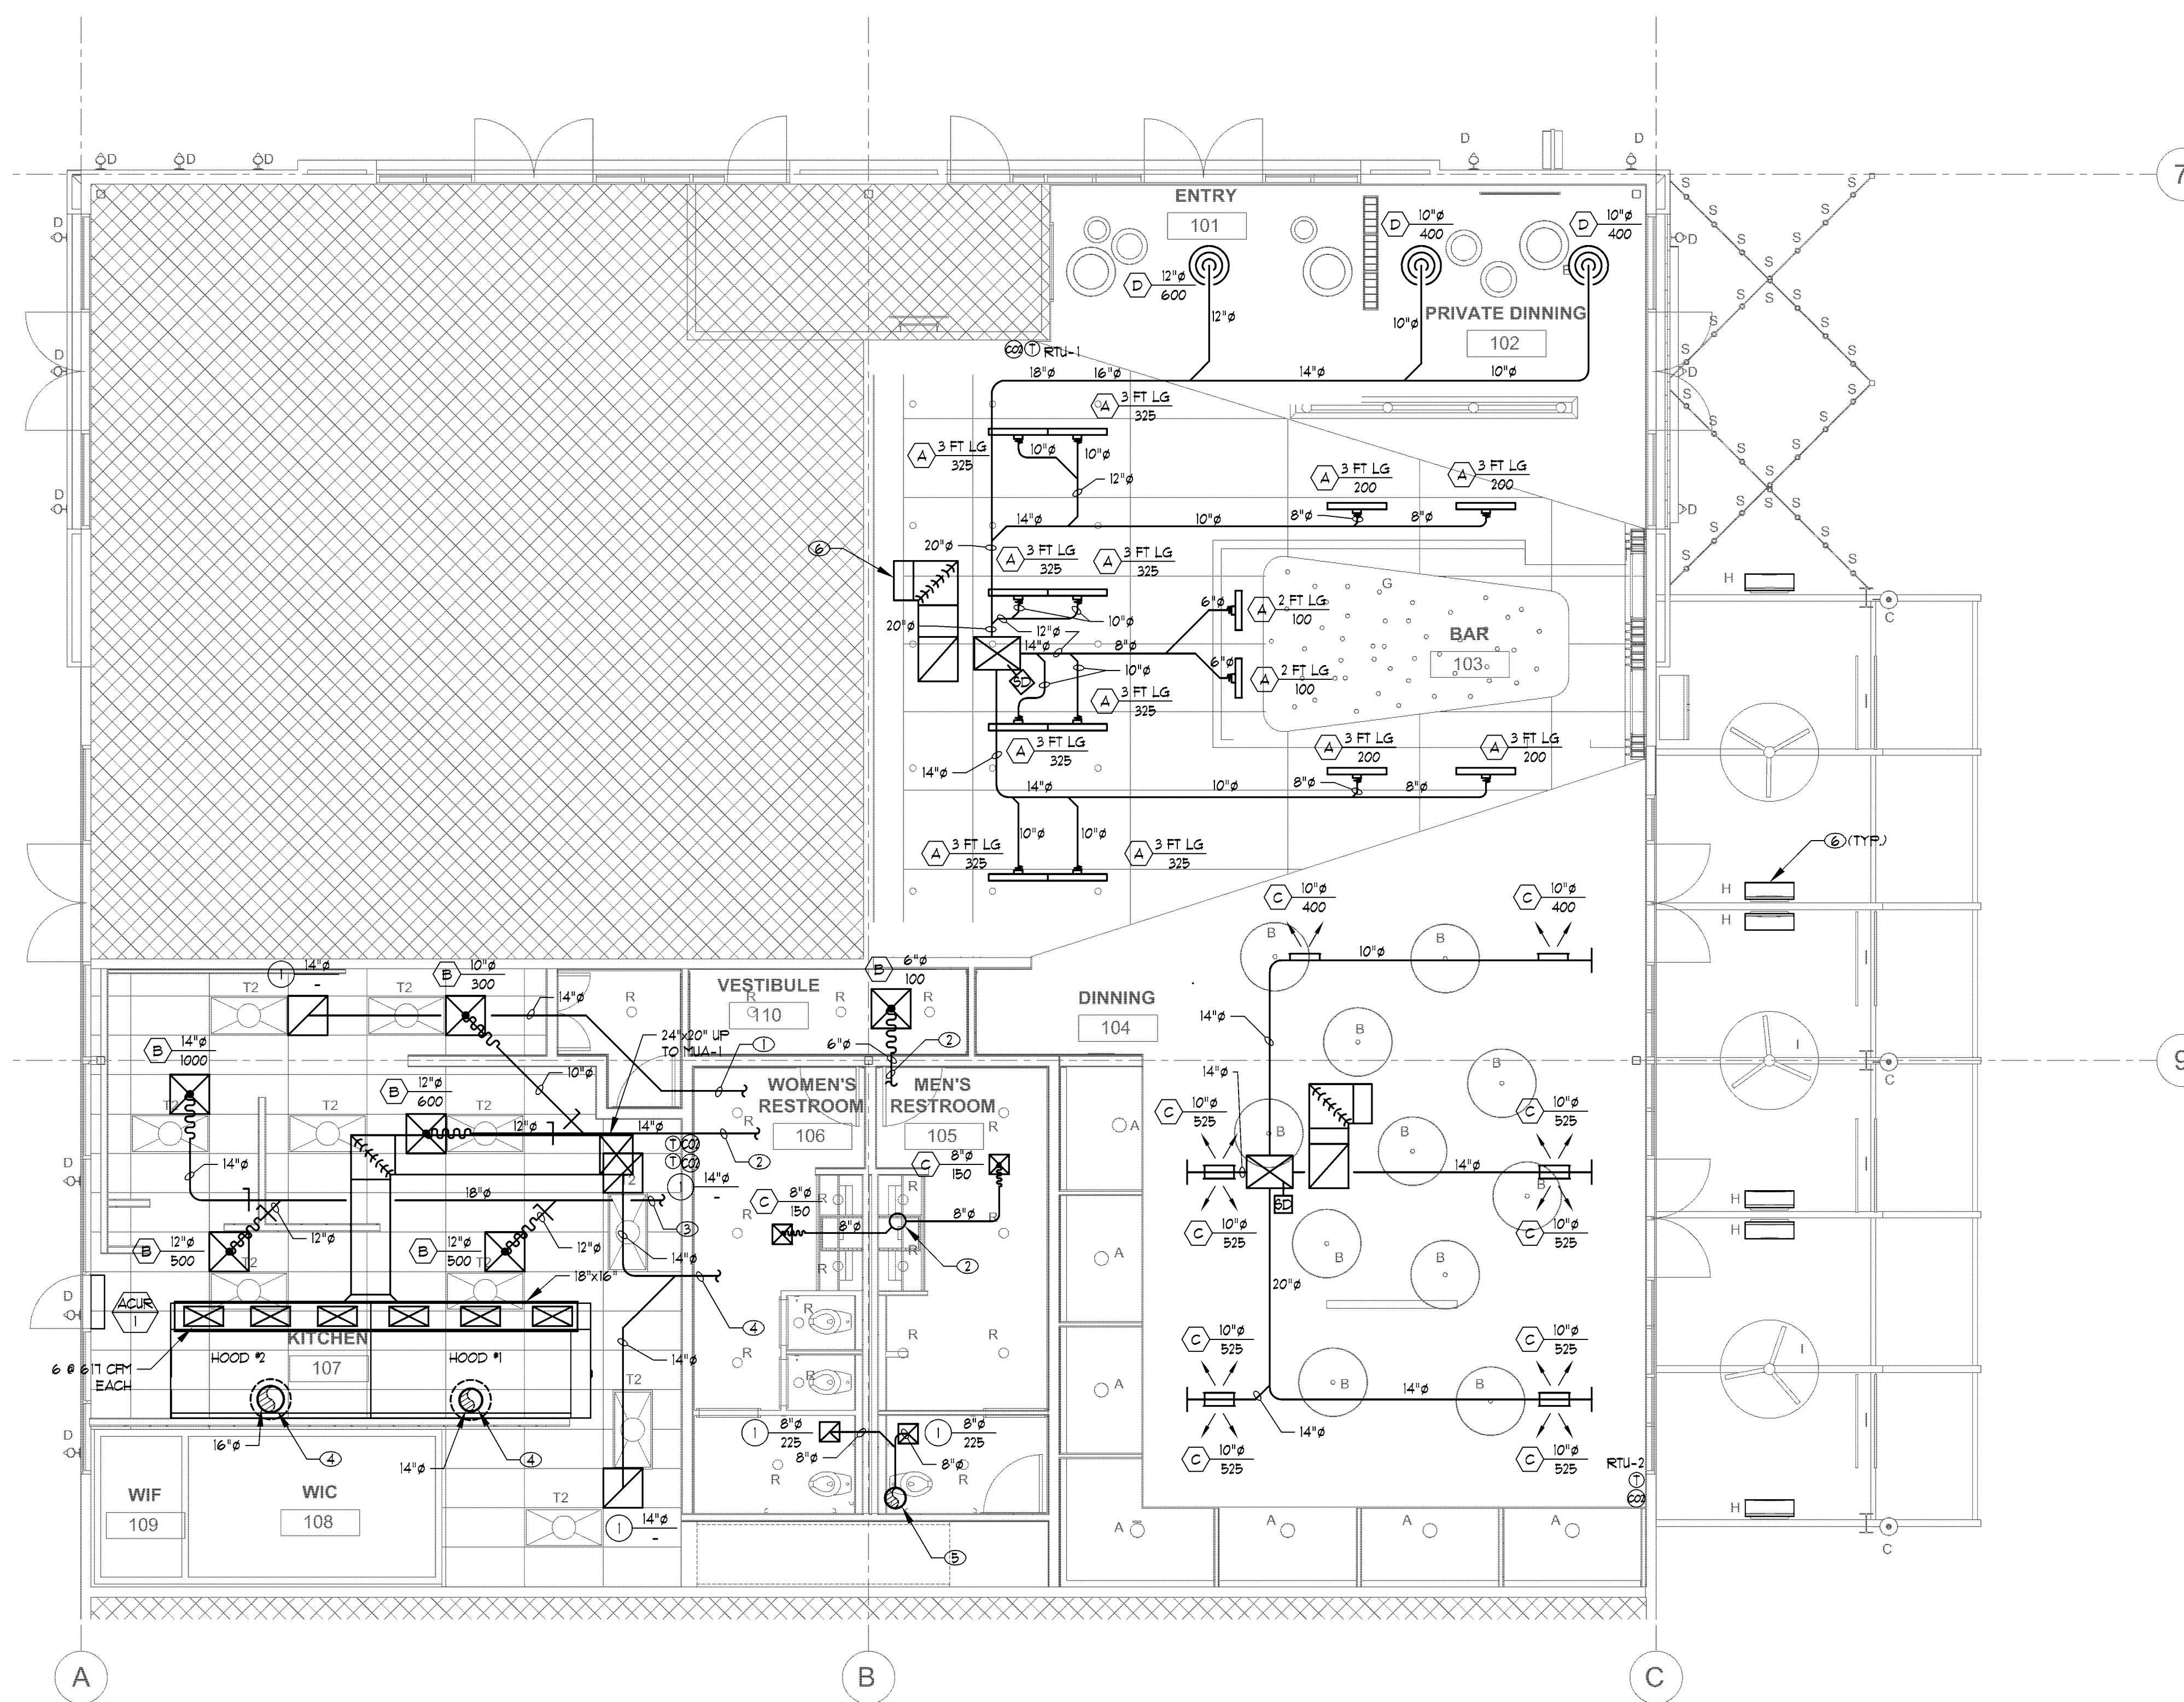 D
D
D
D
D
7
ENTRY
101
D 12"ø
600
D 10"ø
400
D 10"ø
400
12"ø
10"ø
PRIVATE DINNING
102
CO2 T RTU-1
18"ø
16"ø
14"ø
10"ø
A 3 FT LG
325
A 3 FT LG
325
10"ø
10"ø
12"ø
A 3 FT LG
200
A 3 FT LG
200
14"ø
10"ø
8"ø
8"ø
20"ø
6
A 3 FT LG
325
A 3 FT LG
325
10"ø
20"ø
12"ø
14"ø
8"ø
10"ø
SD
6"ø
A 2 FT LG
100
6"ø
A 2 FT LG
100
G
BAR
103
A 3 FT LG
325
A 3 FT LG
325
14"ø
14"ø
10"ø
8"ø
8"ø
A 3 FT LG
200
A 3 FT LG
200
10"ø
10"ø
A 3 FT LG
325
A 3 FT LG
325
H
C
6 (TYP.)
H
H
C 10"ø
400
C 10"ø
400
10"ø
14"ø
14"ø
DINNING
104
C 10"ø
525
C 10"ø
525
14"ø
SD
C 10"ø
525
C 10"ø
525
20"ø
C 10"ø
525
C 10"ø
525
14"ø
14"ø
C 10"ø
525
C 10"ø
525
RTU-2
T
CO2
VESTIBULE
110
B 6"ø
100
6"ø
2
1 14"ø
-
B 10"ø
300
14"ø
24"x20" UP
TO MUA-1
1
B 14"ø
1000
10"ø
B 12"ø
600
12"ø
14"ø
T CO2
T CO2
2
WOMEN'S
RESTROOM
106
MEN'S
RESTROOM
105
C 8"ø
150
C 8"ø
150
8"ø
8"ø
2
14"ø
18"ø
1 14"ø
-
3
B 12"ø
500
12"ø
B 12"ø
500
12"ø
14"ø
18"x16"
4
ACUR
1
KITCHEN
107
HOOD #2
HOOD #1
6 @ 617 CFM
EACH
14"ø
16"ø
4
14"ø
4
1 8"ø
225
1 8"ø
225
8"ø
8"ø
5
WIF
109
WIC
108
T2
T2
1 14"ø
-
A
B
C
9